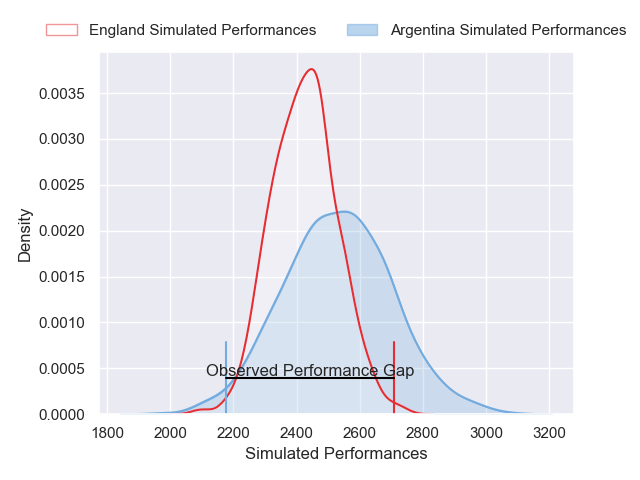 England Simulated Performances
Argentina Simulated Performances
Density
0.0035
0.0030
0.0025
0.0020
0.0015
0.0010
0.0005
0.0000
Observed Performance Gap
1800 2000 2200 2400 2600 2800 3000 3200
Simulated Performances